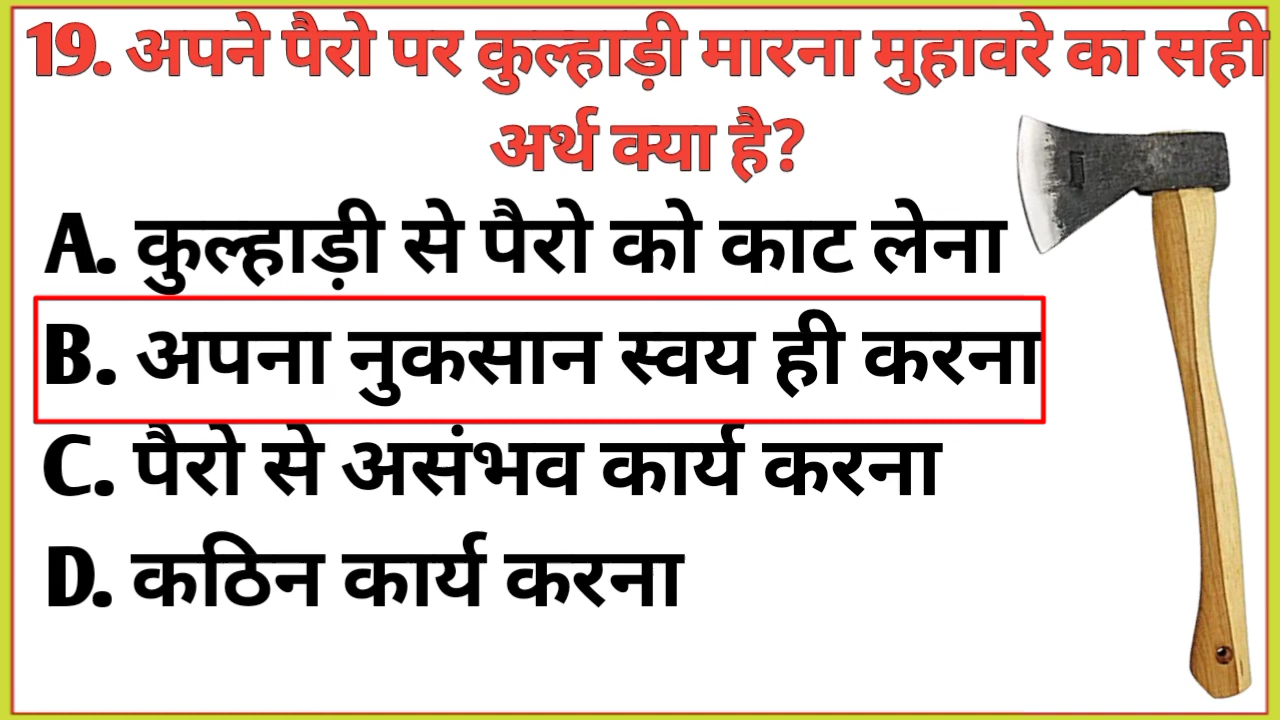 19. अपने पैरो पर कुल्हाड़ी मारना मुहावरे का सही
अर्थ क्या है?
A. कुल्हाड़ी से पैरो को काट लेना
B. अपना नुकसान स्वय ही करना
C. पैरो से असंभव कार्य करना
D. कठिन कार्य करना